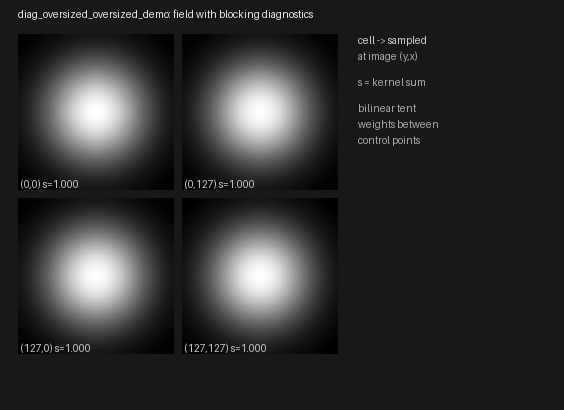 diag_oversized_oversized_demo: field with blocking diagnostics
cell -> sampled
at image (y,x)
s = kernel sum
bilinear tent
weights between
control points
(0,0) s=1.000
(0,127) s=1.000
(127,0) s=1.000
(127,127) s=1.000